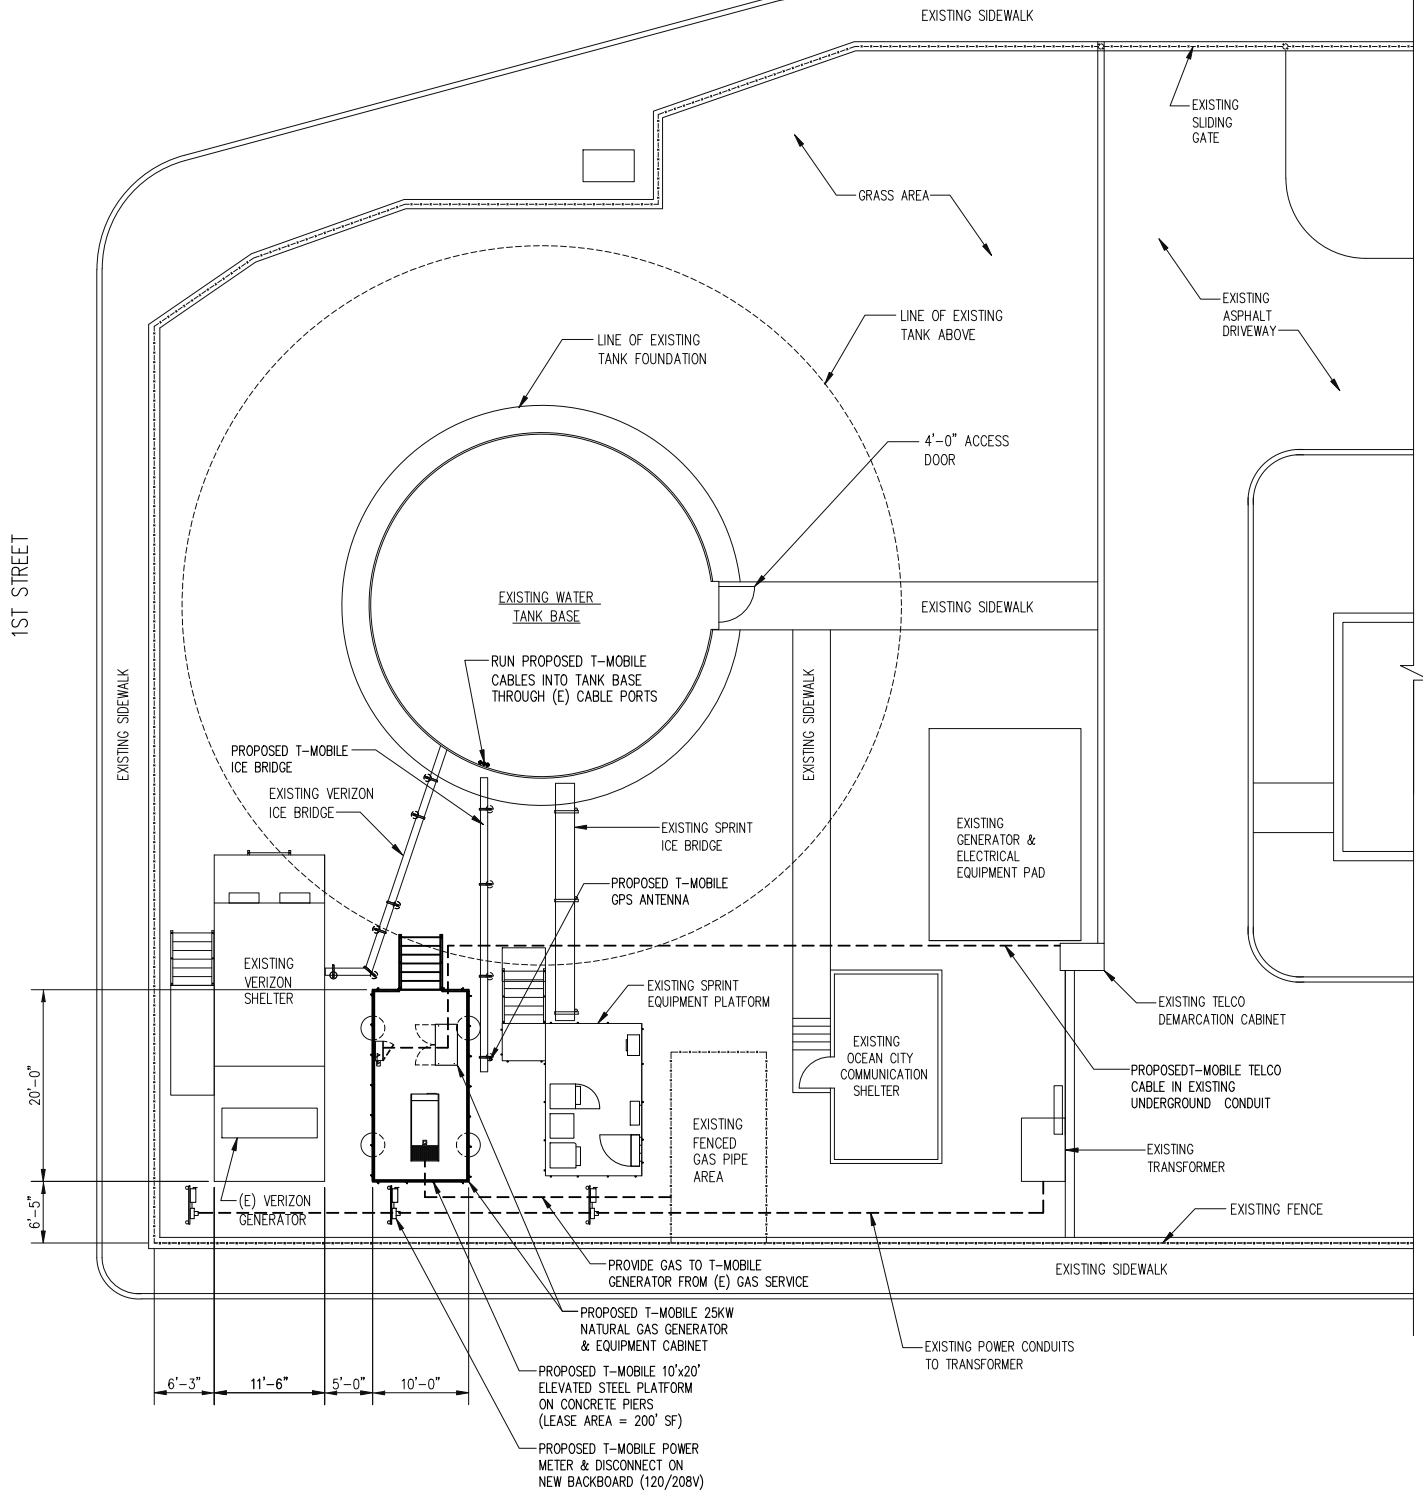 EXISTING SIDEWALK
EXISTING
SLIDING
GATE
GRASS AREA
EXISTING
ASPHALT
DRIVEWAY
LINE OF EXISTING
TANK ABOVE
LINE OF EXISTING
TANK FOUNDATION
4'-0" ACCESS
DOOR
1ST STREET
EXISTING WATER
TANK BASE
EXISTING SIDEWALK
RUN PROPOSED T-MOBILE
CABLES INTO TANK BASE
THROUGH (E) CABLE PORTS
EXISTING SIDEWALK
EXISTING SIDEWALK
PROPOSED T-MOBILE
ICE BRIDGE
EXISTING VERIZON
ICE BRIDGE
EXISTING SPRINT
ICE BRIDGE
EXISTING
GENERATOR &
ELECTRICAL
EQUIPMENT PAD
PROPOSED T-MOBILE
GPS ANTENNA
EXISTING
VERIZON
SHELTER
EXISTING SPRINT
EQUIPMENT PLATFORM
EXISTING TELCO
DEMARCATION CABINET
EXISTING
OCEAN CITY
COMMUNICATION
SHELTER
PROPOSEDT-MOBILE TELCO
CABLE IN EXISTING
UNDERGROUND CONDUIT
20'-0"
EXISTING
FENCED
GAS PIPE
AREA
EXISTING
TRANSFORMER
6'-5"
(E) VERIZON
GENERATOR
EXISTING FENCE
PROVIDE GAS TO T-MOBILE
GENERATOR FROM (E) GAS SERVICE
EXISTING SIDEWALK
PROPOSED T-MOBILE 25KW
NATURAL GAS GENERATOR
& EQUIPMENT CABINET
EXISTING POWER CONDUITS
TO TRANSFORMER
6'-3"
11'-6"
5'-0"
10'-0"
PROPOSED T-MOBILE 10'x20'
ELEVATED STEEL PLATFORM
ON CONCRETE PIERS
(LEASE AREA = 200' SF)
PROPOSED T-MOBILE POWER
METER & DISCONNECT ON
NEW BACKBOARD (120/208V)